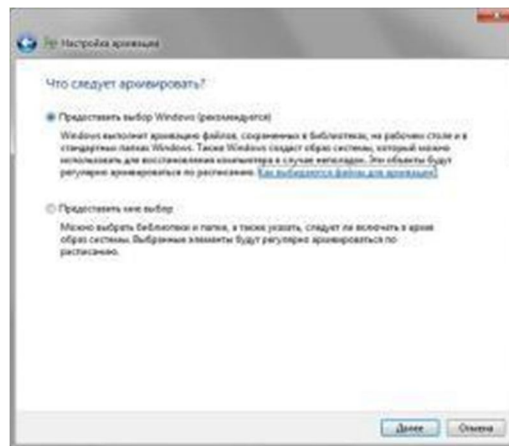 Настройка архивации
Что следует архивировать?
Предоставить выбор Windows (рекомендуется)
Windows выполнит архивацию файлов, сохраненных в библиотеках, на рабочем столе и в
стандартных папках Windows. Также Windows создаст образ системы, который можно
использовать для восстановления компьютера в случае неполадок. Эти объекты будут
регулярно архивироваться по расписанию. Как выбираются файлы для архивации?
Предоставить мне выбор
Можно выбрать библиотеки и папки, а также указать, следует ли включить в архив
образ системы. Выбранные элементы будут регулярно архивироваться по
расписанию.
Далее Отмена